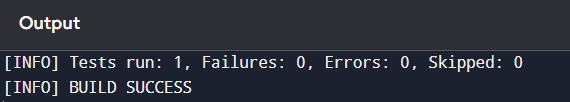 Output
[INFO] Tests run: 1, Failures: 0, Errors: 0, Skipped: 0
[INFO] BUILD SUCCESS